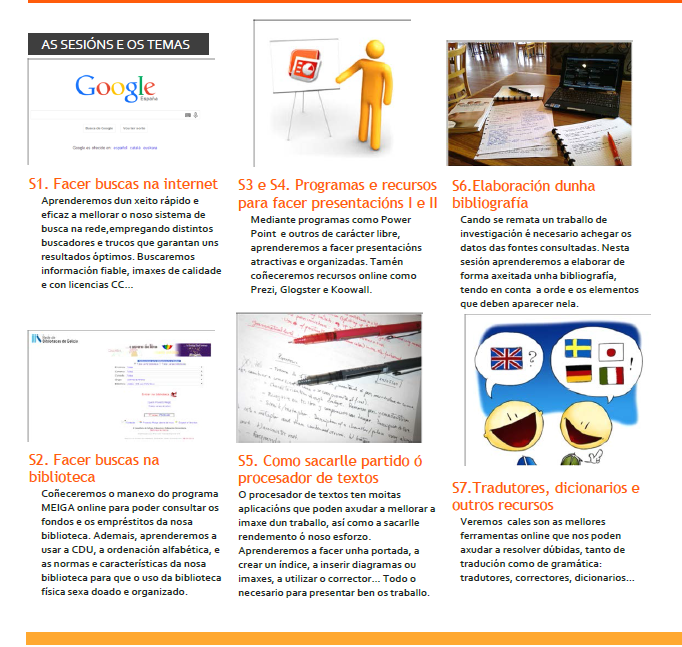 AS SESIÓNS E OS TEMAS
Google
España
Buscar con Google
Google.es ofrecido en: español català euskara
S1. Facer buscas na internet
Aprenderemos dun xeito rápido e
eficaz a mellorar o noso sistema de
busca na rede,empregando distintos
buscadores e trucos que garantan uns
resultados óptimos. Buscaremos
información fiable, imaxes de calidade
e con licencias CC...
S3 e S4. Programas e recursos
para facer presentacións I e II
Mediante programas como Power
Point e outros de carácter libre,
aprenderemos a facer presentacións
atractivas e organizadas. Tamén
coñeceremos recursos online como
Prezi, Glogster e Koowall.
S6.Elaboración dunha
bibliografía
Cando se remata un traballo de
investigación é necesario achegar os
datos das fontes consultadas. Nesta
sesión aprenderemos a elaborar de
forma axeitada unha bibliografía,
tendo en conta a orde e os elementos
que deben aparecer nela.
S2. Facer buscas na
biblioteca
Coñeceremos o manexo do programa
MEIGA online para poder consultar os
fondos e os empréstitos da nosa
biblioteca. Ademais, aprenderemos a
usar a CDU, a ordenación alfabética, e
as normas e características da nosa
biblioteca para que o uso da biblioteca
física sexa doado e organizado.
S5. Como sacarlle partido ó
procesador de textos
O procesador de textos ten moitas
aplicacións que poden axudar a mellorar a
imaxe dun traballo, así como a sacarlle
rendemento ó noso esforzo.
Aprenderemos a facer unha portada, a
crear un índice, a inserir diagramas ou
imaxes, a utilizar o corrector... Todo o
necesario para presentar ben os traballo.
?
!
S7.Tradutores, dicionarios e
outros recursos
Veremos cales son as mellores
ferramentas online que nos poden
axudar a resolver dúbidas, tanto de
tradución como de gramática:
tradutores, correctores, dicionarios...